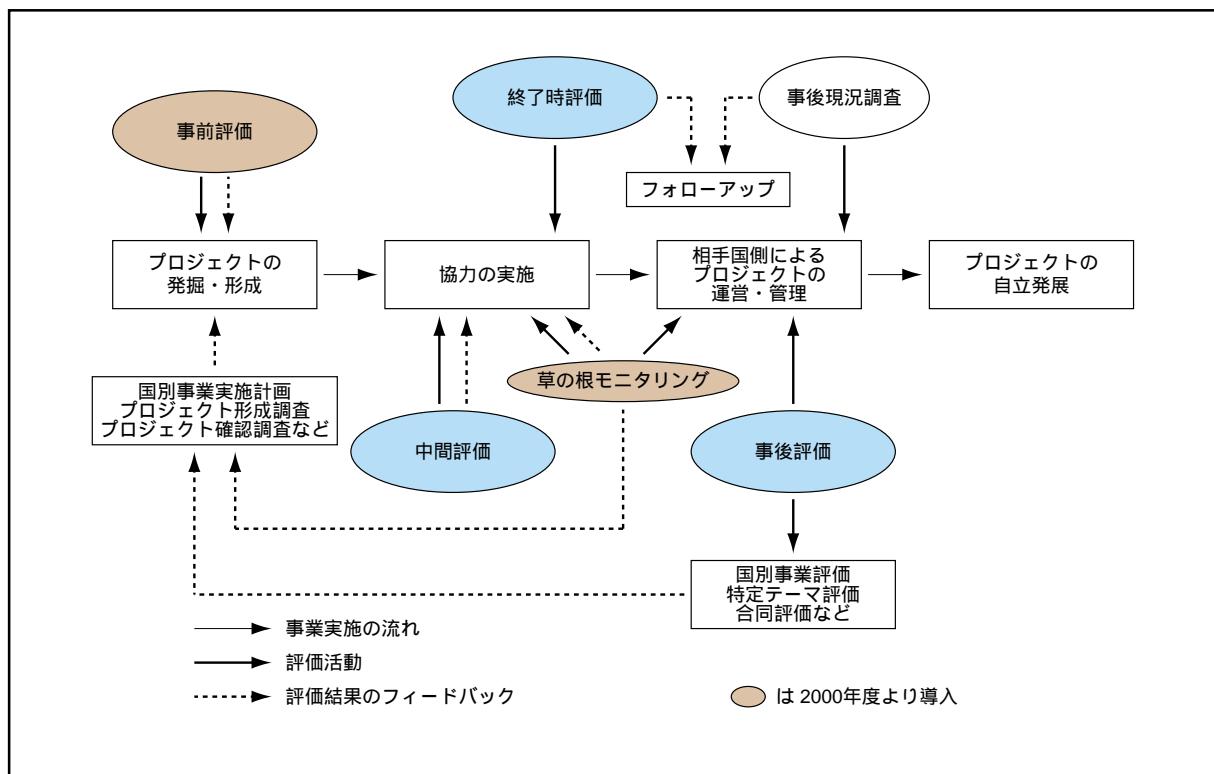 終了時評価
事後現況調査
事前評価
フォローアップ
プロジェクトの
発掘・形成
協力の実施
相手国側による
プロジェクトの
運営・管理
プロジェクトの
自立発展
草の根モニタリング
国別事業実施計画
プロジェクト形成調査
プロジェクト確認調査など
中間評価
事後評価
国別事業評価
特定テーマ評価
合同評価など
事業実施の流れ
評価活動
評価結果のフィードバック
は 2000年度より導入